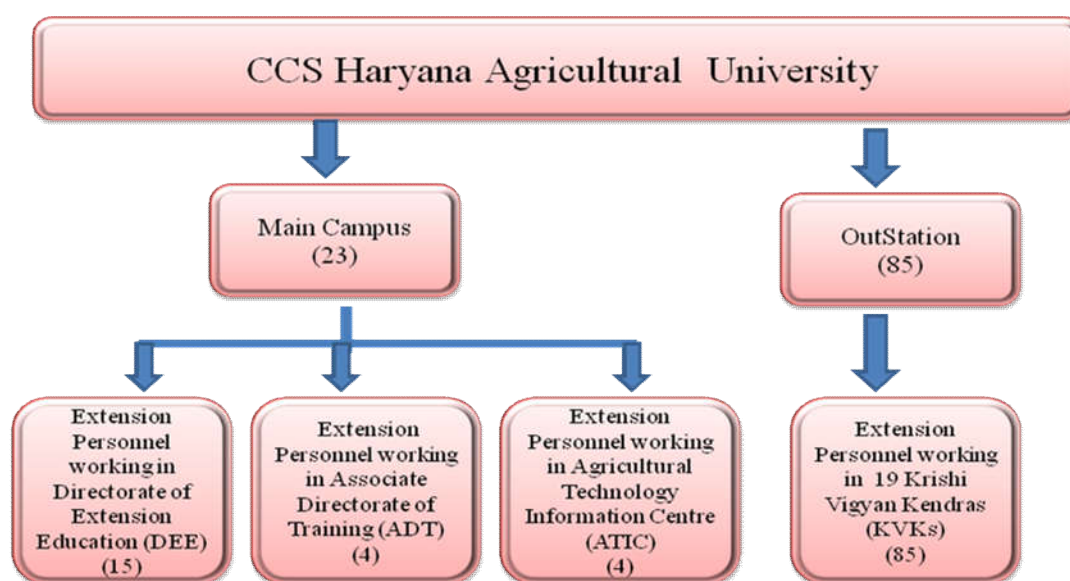 CCS Haryana Agricultural University
Main Campus
(23)
OutStation
(85)
Extension
Personnel
working in
Directorate of
Extension
Education (DEE)
(15)
Extension
Personnel working
in Associate
Directorate of
Training (ADT)
(4)
Extension
Personnel working
in Agricultural
Technology
Information Centre
(ATIC)
(4)
Extension
Personnel working
in 19 Krishi
Vigyan Kendras
(KVKs)
(85)